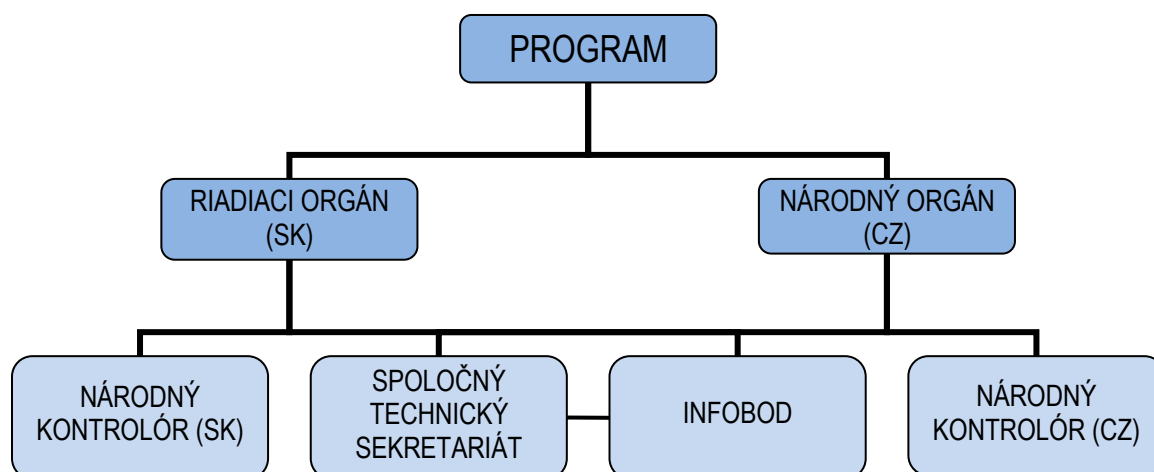 PROGRAM
RIADIACI ORGÁN
(SK)
NÁRODNÝ ORGÁN
(CZ)
NÁRODNÝ
KONTROLÓR (SK)
SPOLOČNÝ
TECHNICKÝ
SEKRETARIÁT
INFOBOD
NÁRODNÝ
KONTROLÓR (CZ)